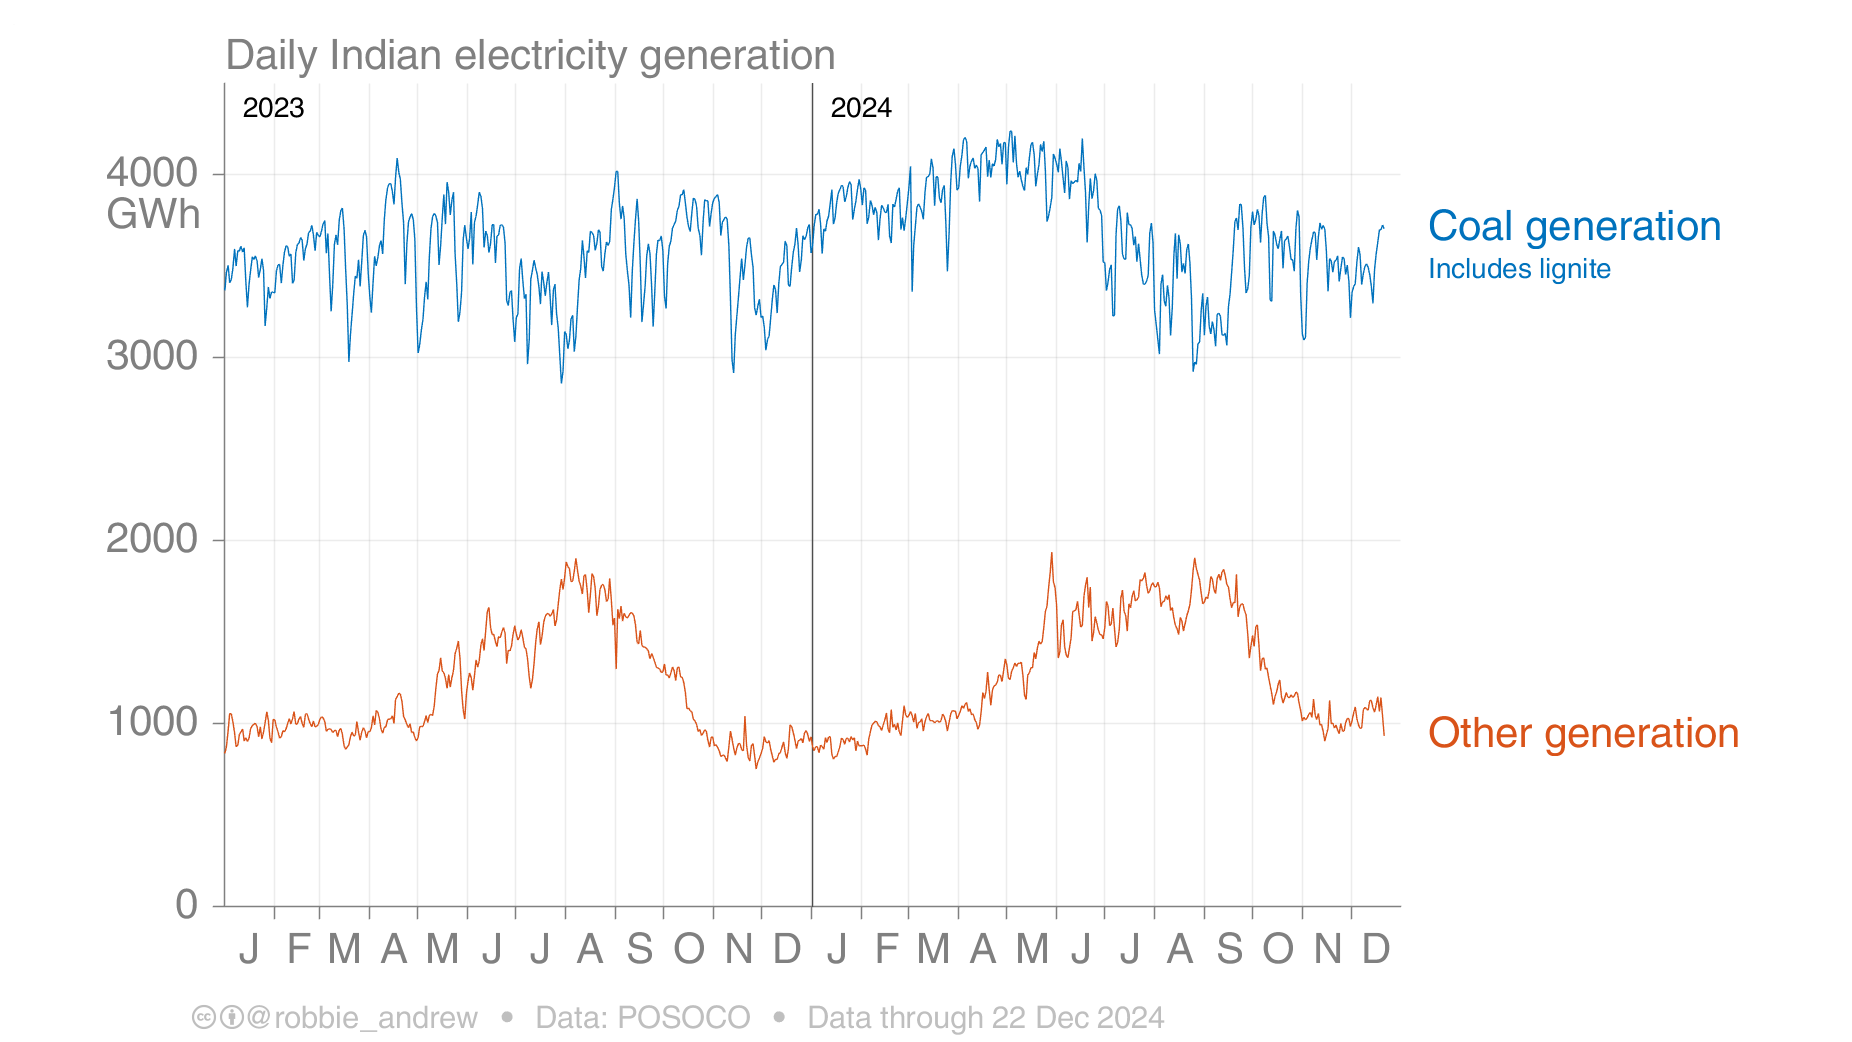 Daily Indian electricity generation
2023
2024
4000
GWh
3000
2000
1000
0
Coal generation
Includes lignite
Other generation
J F M A M J J A S O N D J F M A M J J A S O N D
@robbie_andrew • Data: POSOCO • Data through 22 Dec 2024